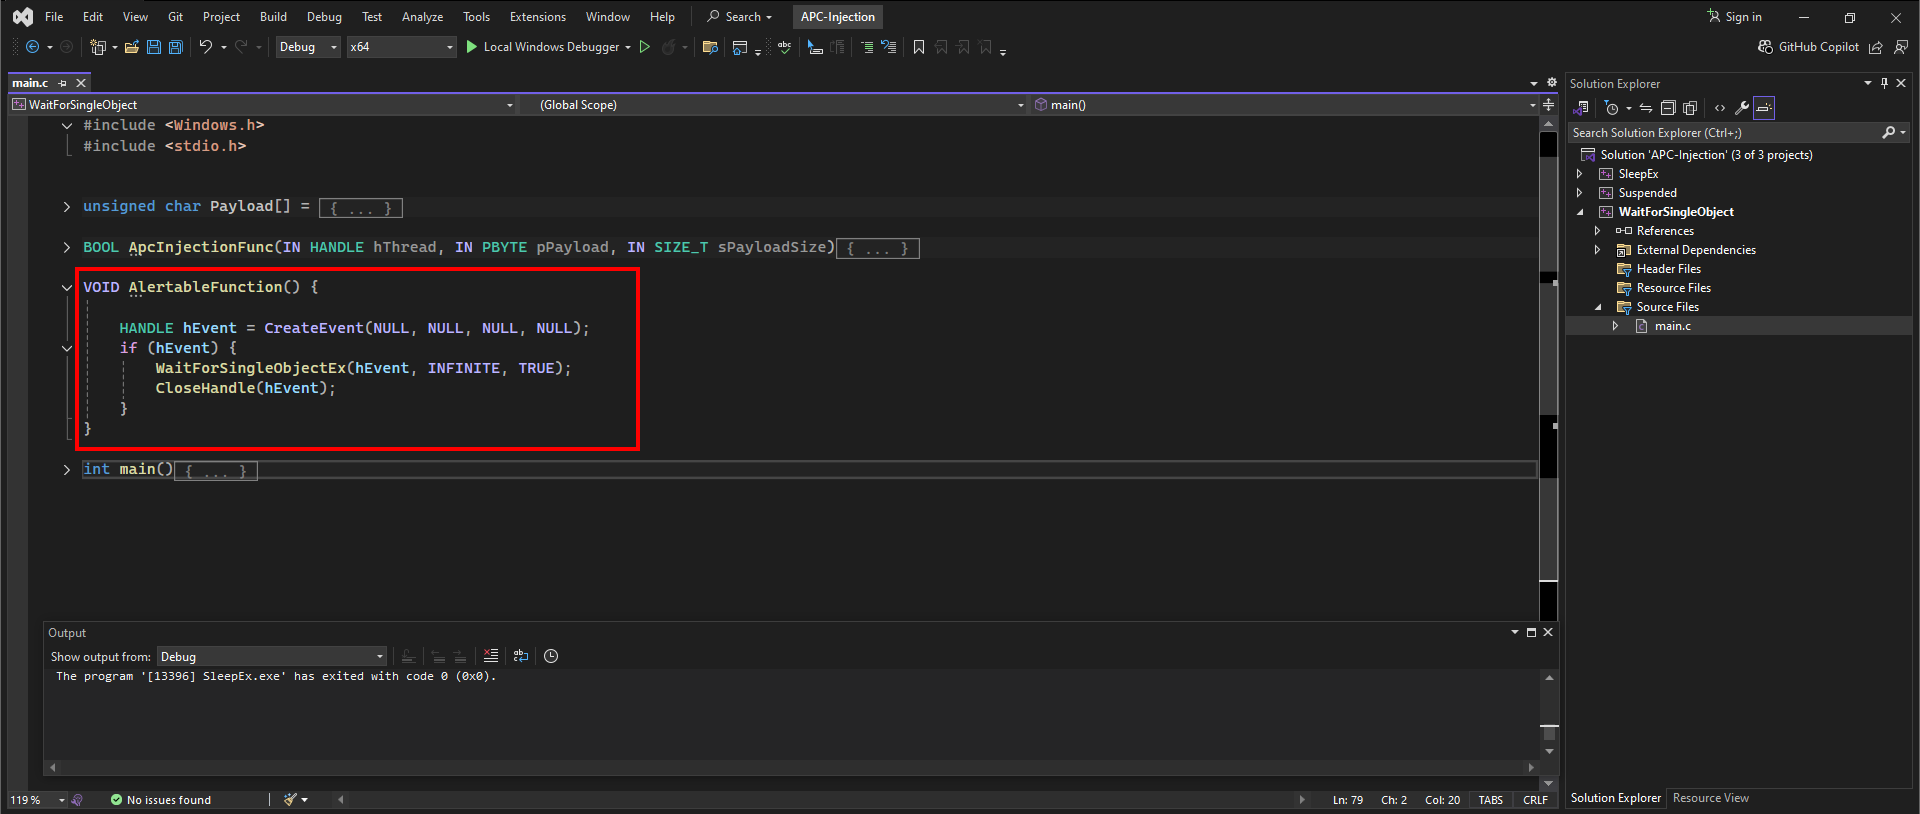 File Edit View Git Project Build Debug Test Analyze Tools Extensions Window Help Search APC-Injection Sign in
Debug x64 Local Windows Debugger GitHub Copilot
main.c
WaitForSingleObject (Global Scope) main()
#include <Windows.h>
#include <stdio.h>
unsigned char Payload[] = { ... }
BOOL ApcInjectionFunc(IN HANDLE hThread, IN PBYTE pPayload, IN SIZE_T sPayloadSize){ ... }
VOID AlertableFunction() {
HANDLE hEvent = CreateEvent(NULL, NULL, NULL, NULL);
if (hEvent) {
WaitForSingleObjectEx(hEvent, INFINITE, TRUE);
CloseHandle(hEvent);
}
}
int main(){ ... }
Output
Show output from: Debug
The program '[13396] SleepEx.exe' has exited with code 0 (0x0).
119 % No issues found Ln: 79 Ch: 2 Col: 20 TABS CRLF
Solution Explorer
Search Solution Explorer (Ctrl+;)
Solution 'APC-Injection' (3 of 3 projects)
SleepEx
Suspended
WaitForSingleObject
References
External Dependencies
Header Files
Resource Files
Source Files
main.c
Solution Explorer Resource View